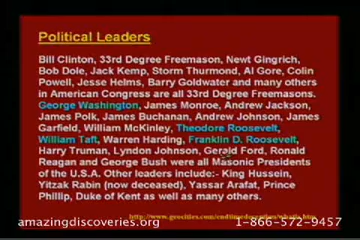 Political Leaders
Bill Clinton, 33rd Degree Freemason, Newt Gingrich,
Bob Dole, Jack Kemp, Storm Thurmond, Al Gore, Colin
Powell, Jesse Helms, Barry Goldwater and many others
in American Congress are all 33rd Degree Freemasons.
George Washington, James Monroe, Andrew Jackson,
James Polk, James Buchanan, Andrew Johnson, James
Garfield, William McKinley, Theodore Roosevelt,
William Taft, Warren Harding, Franklin D. Roosevelt,
Harry Truman, Lyndon Johnson, Gerald Ford, Ronald
Reagan and George Bush were all Masonic Presidents
of the U.S.A. Other leaders include:- King Hussein,
Yitzak Rabin (now deceased), Yassar Arafat, Prince
Phillip, Duke of Kent as well as many others.
amazingdiscoveries.org 1-866-572-9457